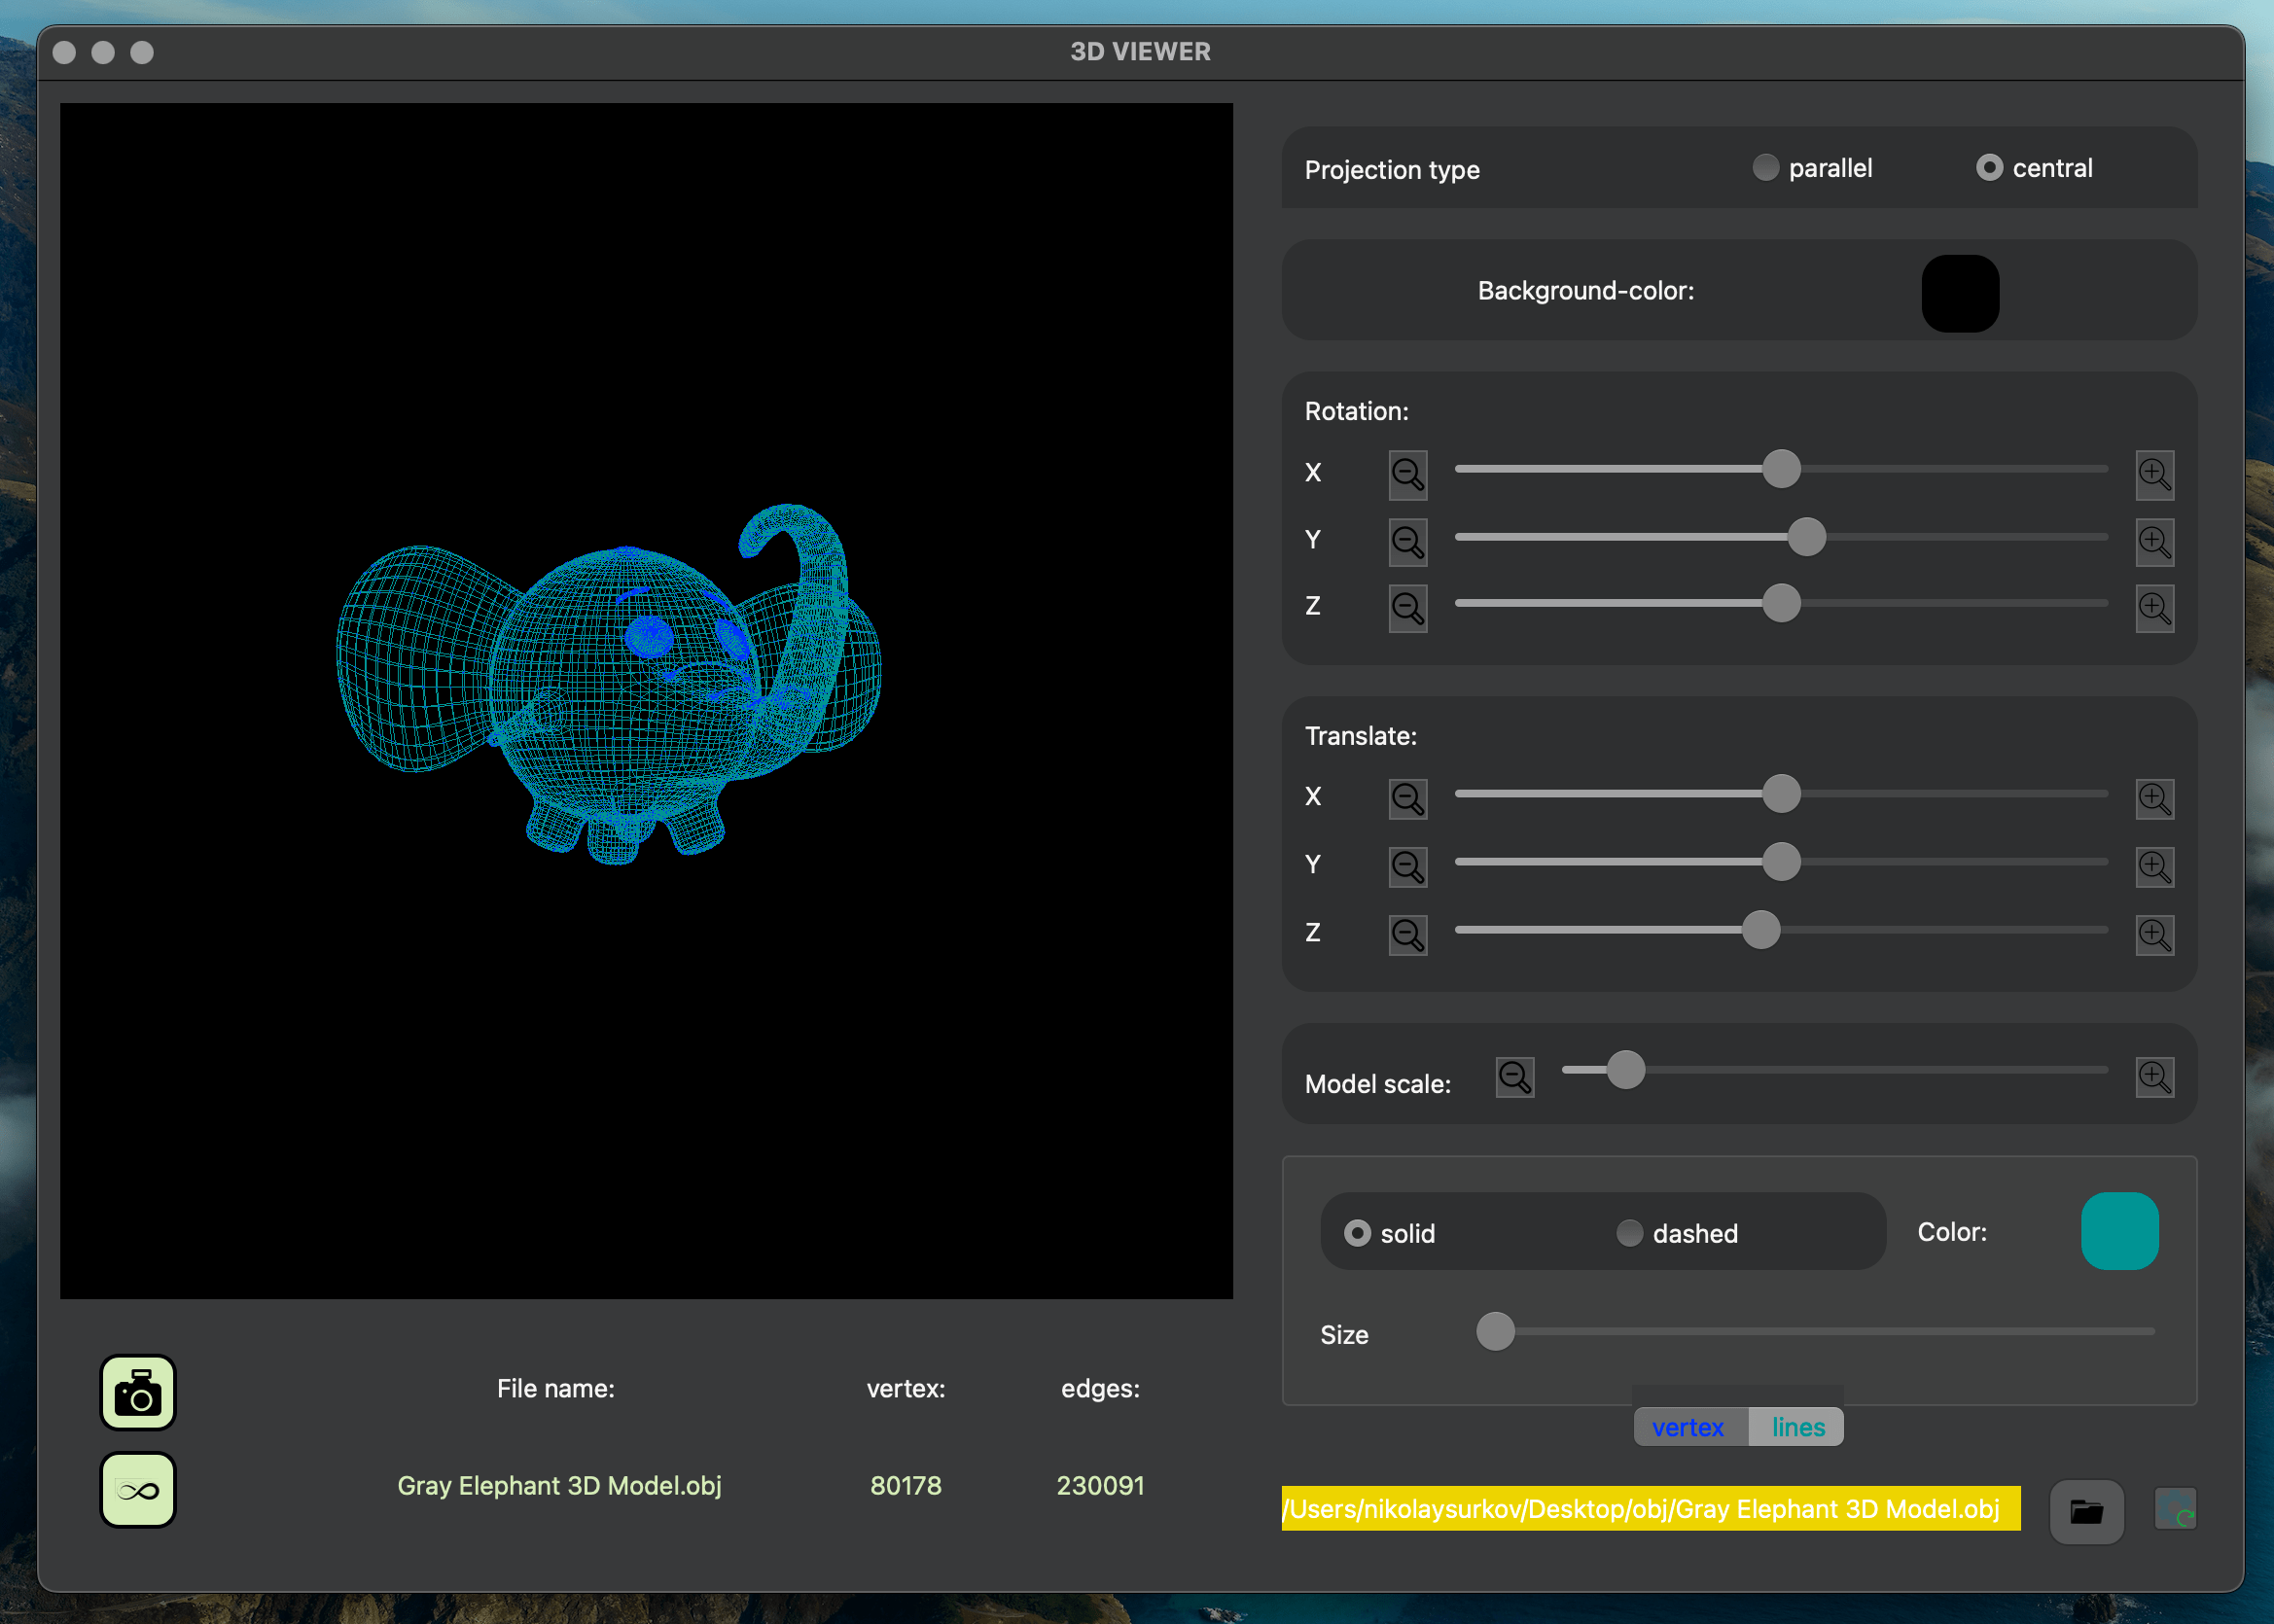 3D VIEWER
Projection type
parallel
central
Background-color:
Rotation:
X
Y
Z
Translate:
X
Y
Z
Model scale:
solid
dashed
Color:
Size
vertex
lines
File name:
vertex:
edges:
Gray Elephant 3D Model.obj
80178
230091
/Users/nikolaysurkov/Desktop/obj/Gray Elephant 3D Model.obj